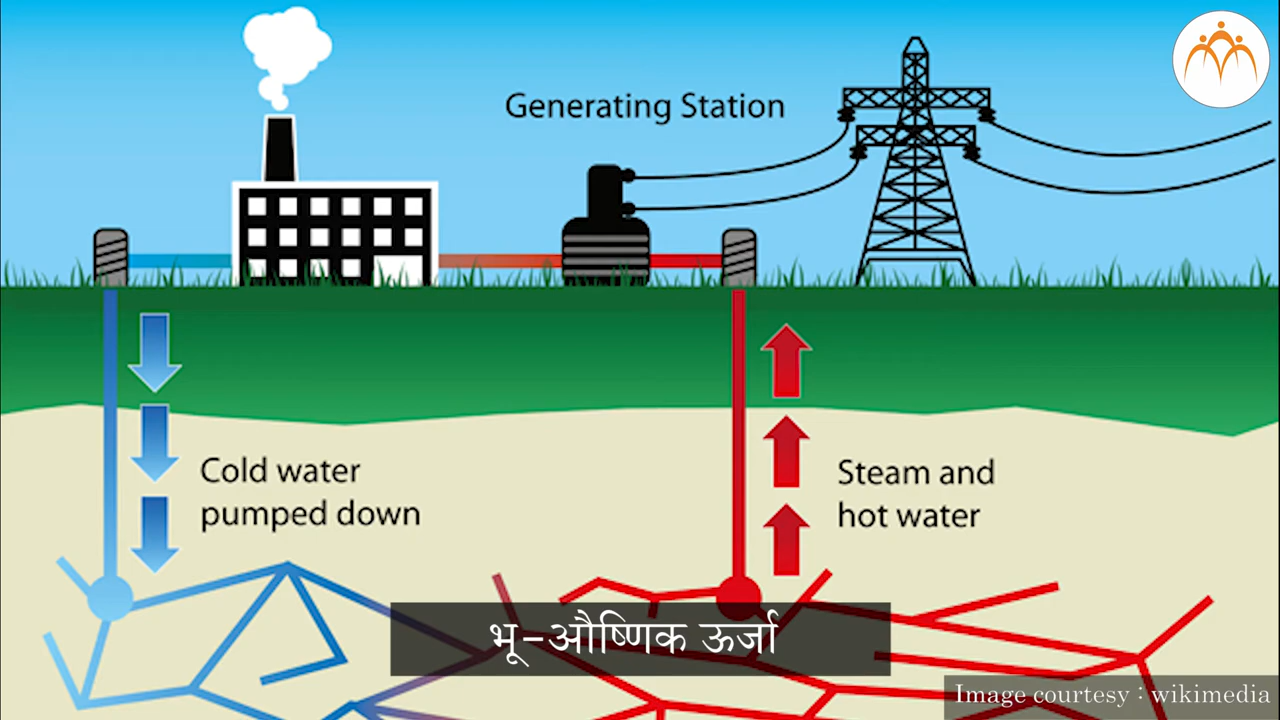 Generating Station
Cold water
pumped down
Steam and
hot water
भू-औष्णिक ऊर्जा
Image courtesy : wikimedia